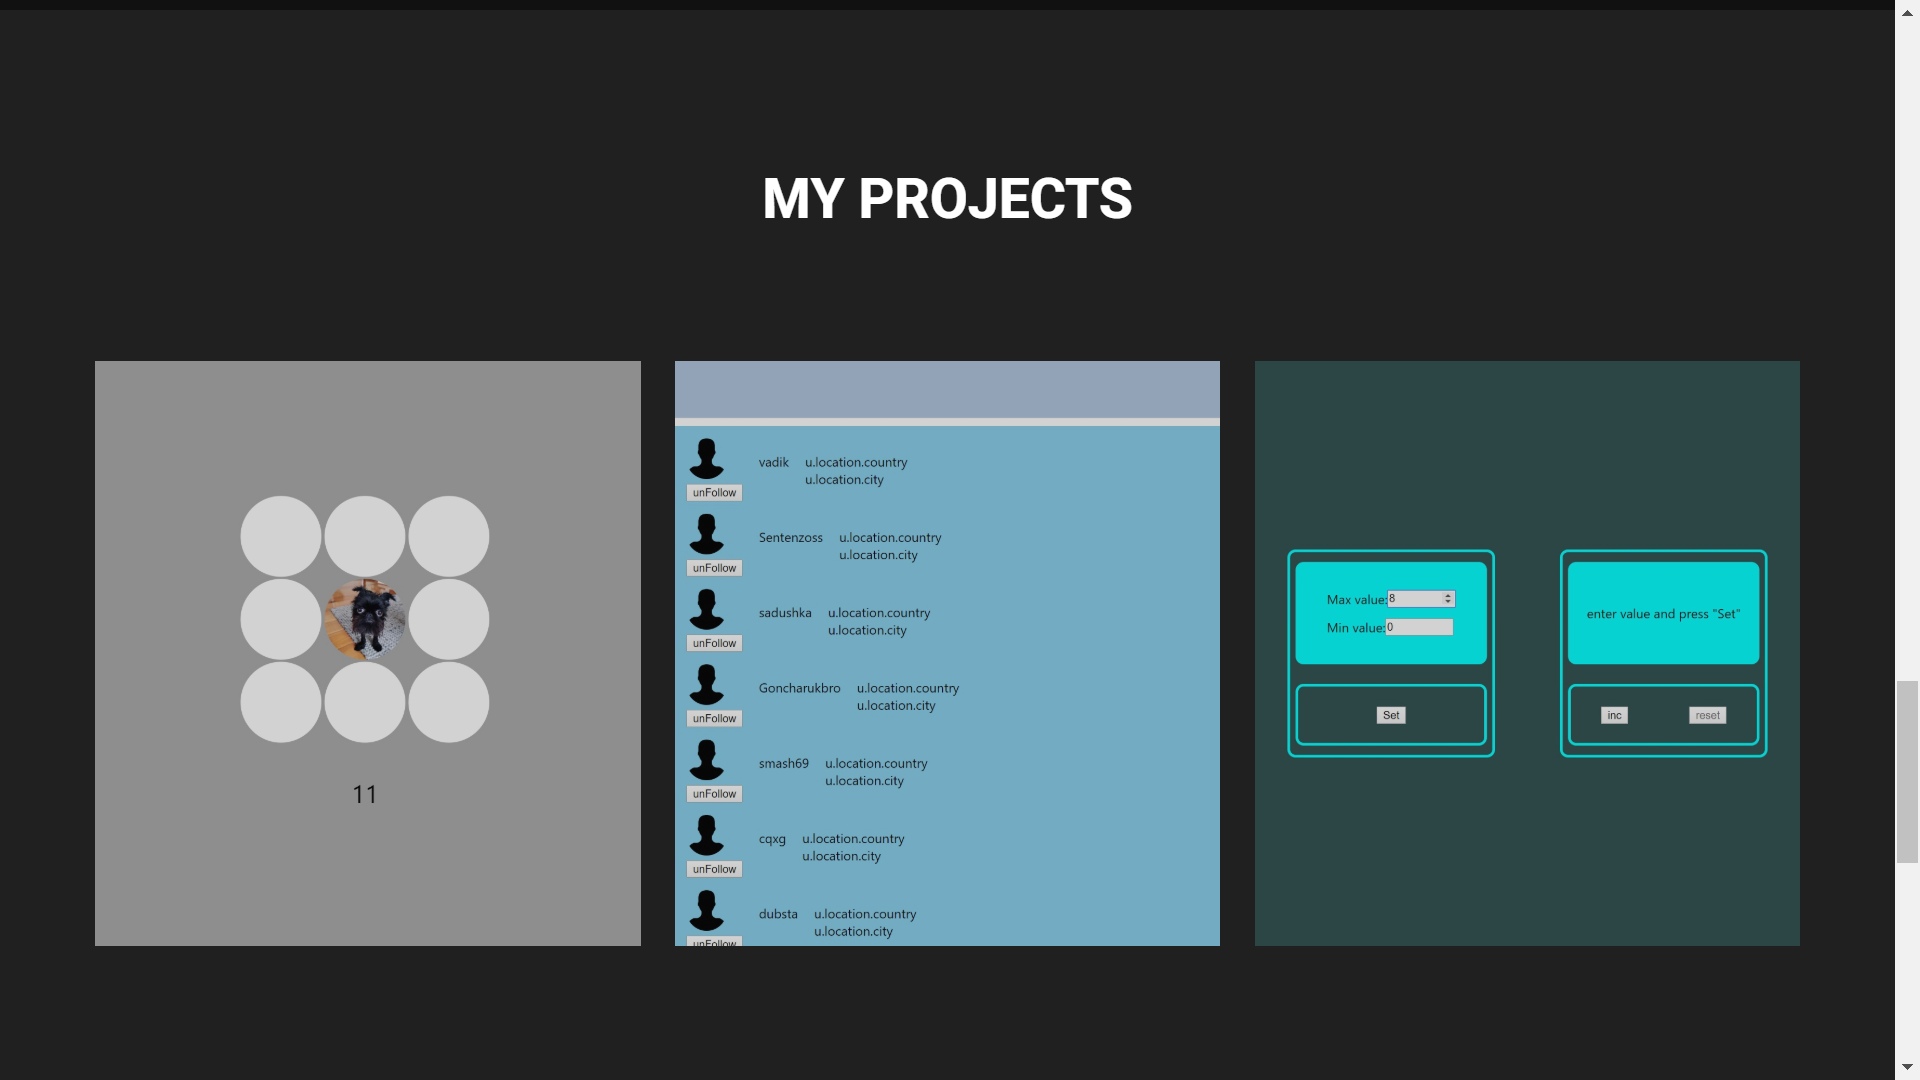 MY PROJECTS
11
vadik u.location.country
u.location.city
unFollow
Sentenzoss u.location.country
u.location.city
unFollow
sadushka u.location.country
u.location.city
unFollow
Goncharukbro u.location.country
u.location.city
unFollow
smash69 u.location.country
u.location.city
unFollow
cqxg u.location.country
u.location.city
unFollow
dubsta u.location.country
u.location.city
unFollow
Max value: 8
Min value: 0
Set
enter value and press "Set"
inc reset